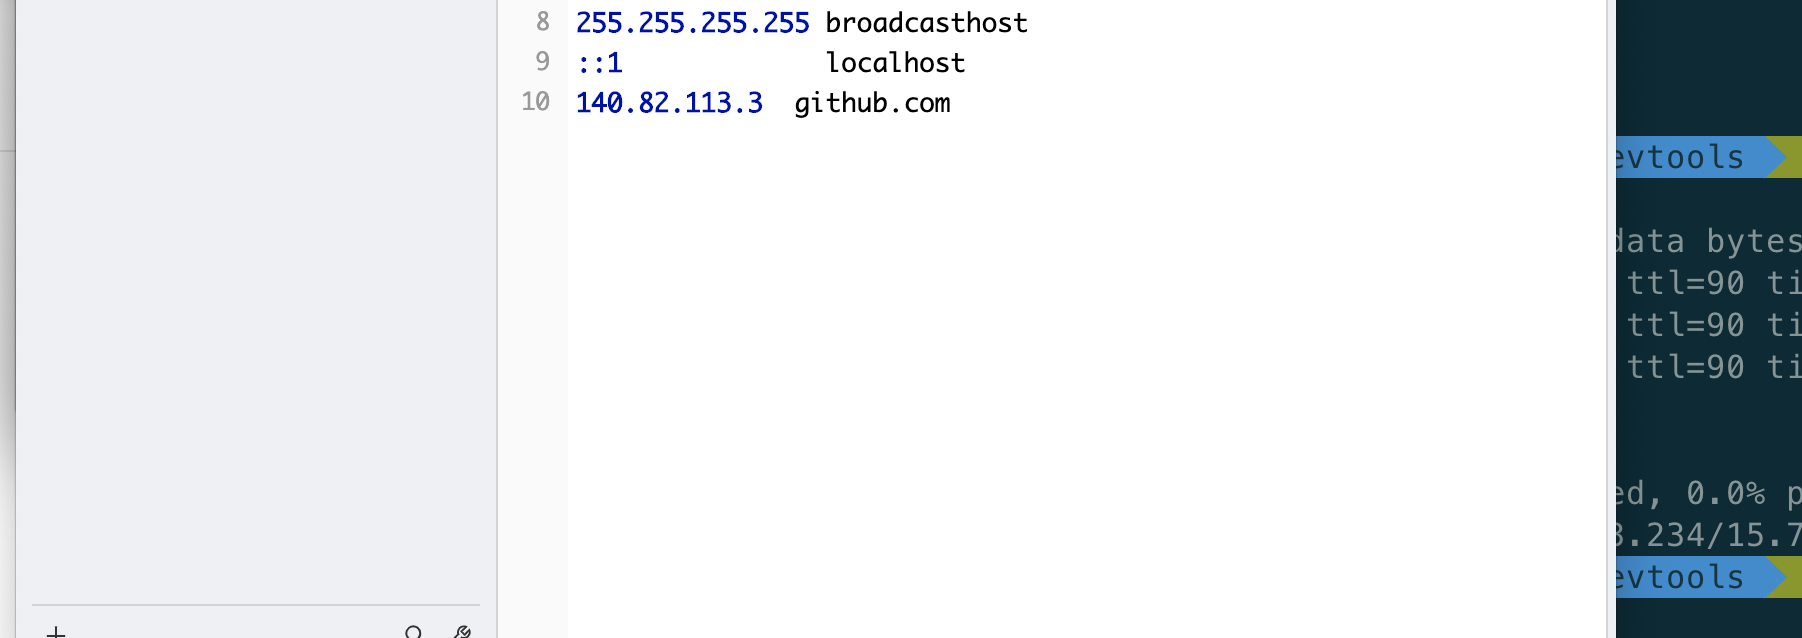 8 255.255.255.255 broadcasthost
9 ::1 localhost
10 140.82.113.3 github.com
evtools
data bytes
ttl=90 ti
ttl=90 ti
ttl=90 ti
ed, 0.0% p
3.234/15.7
evtools